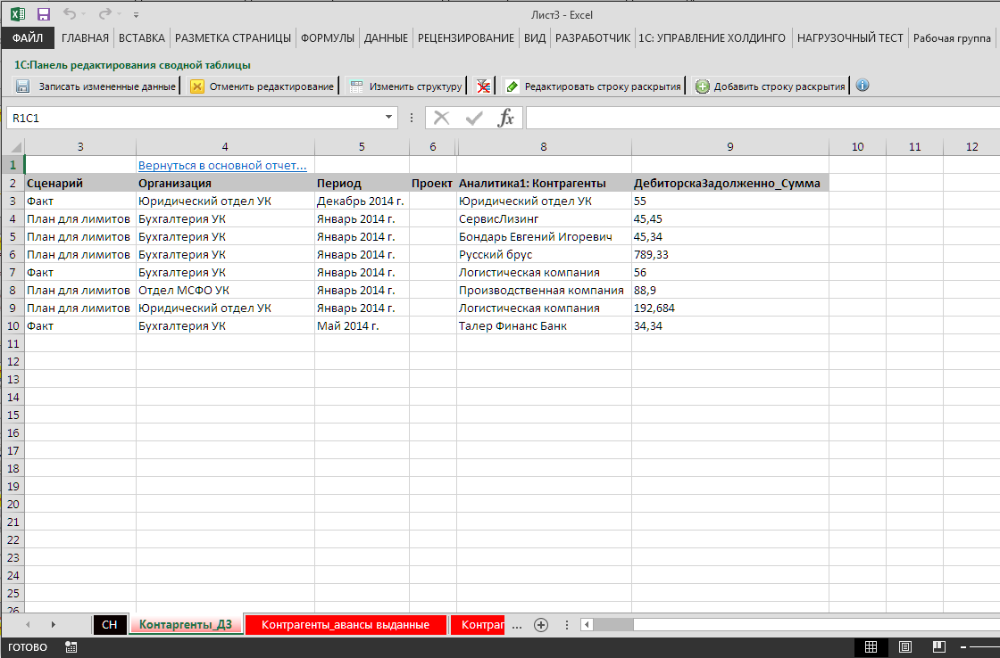 Лист3 - Excel
ФАЙЛ ГЛАВНАЯ ВСТАВКА РАЗМЕТКА СТРАНИЦЫ ФОРМУЛЫ ДАННЫЕ РЕЦЕНЗИРОВАНИЕ ВИД РАЗРАБОТЧИК 1С: УПРАВЛЕНИЕ ХОЛДИНГО НАГРУЗОЧНЫЙ ТЕСТ Рабочая группа
1С:Панель редактирования сводной таблицы
Записать измененные данные Отменить редактирование Изменить структуру Редактировать строку раскрытия Добавить строку раскрытия
R1C1 fx
3 4 5 6 8 9 10 11 12
1 Вернуться в основной отчет...
2 Сценарий Организация Период Проект Аналитика1: Контрагенты ДебиторскаЗадолженно_Сумма
3 Факт Юридический отдел УК Декабрь 2014 г. Юридический отдел УК 55
4 План для лимитов Бухгалтерия УК Январь 2014 г. СервисЛизинг 45,45
5 План для лимитов Бухгалтерия УК Январь 2014 г. Бондарь Евгений Игоревич 45,34
6 План для лимитов Бухгалтерия УК Январь 2014 г. Русский брус 789,33
7 Факт Бухгалтерия УК Январь 2014 г. Логистическая компания 56
8 План для лимитов Отдел МСФО УК Январь 2014 г. Производственная компания 88,9
9 План для лимитов Юридический отдел УК Январь 2014 г. Логистическая компания 192,684
10 Факт Бухгалтерия УК Май 2014 г. Талер Финанс Банк 34,34
11
12
13
14
15
16
17
18
19
20
21
22
23
24
25
26
СН Контаргенты_ДЗ Контрагенты_авансы выданные Контраг ...
ГОТОВО